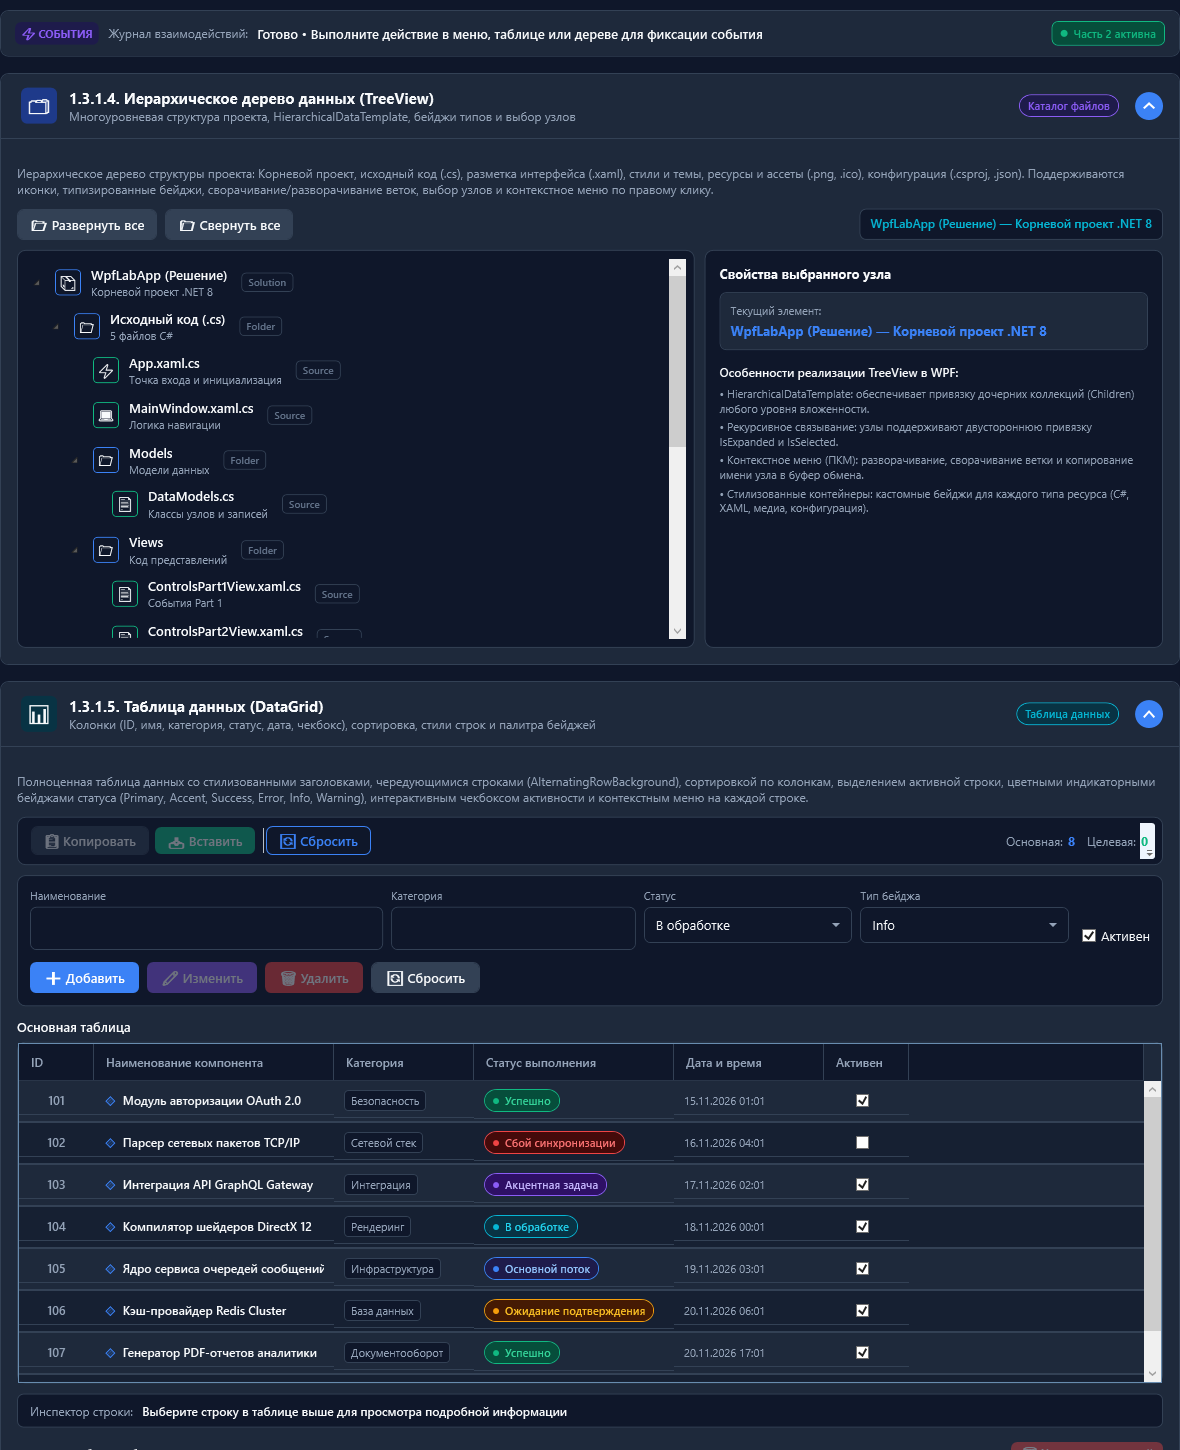 СОБЫТИЯ Журнал взаимодействий: Готово • Выполните действие в меню, таблице или дереве для фиксации события Часть 2 активна
1.3.1.4. Иерархическое дерево данных (TreeView)
Многоуровневая структура проекта, HierarchicalDataTemplate, бейджи типов и выбор узлов
Каталог файлов
Иерархическое дерево структуры проекта: Корневой проект, исходный код (.cs), разметка интерфейса (.xaml), стили и темы, ресурсы и ассеты (.png, .ico), конфигурация (.csproj, .json). Поддерживаются
иконки, типизированные бейджи, сворачивание/разворачивание веток, выбор узлов и контекстное меню по правому клику.
Развернуть все Свернуть все WpfLabApp (Решение) — Корневой проект .NET 8
WpfLabApp (Решение)
Корневой проект .NET 8
Solution
Исходный код (.cs)
5 файлов C#
Folder
App.xaml.cs
Точка входа и инициализация
Source
MainWindow.xaml.cs
Логика навигации
Source
Models
Модели данных
Folder
DataModels.cs
Классы узлов и записей
Source
Views
Код представлений
Folder
ControlsPart1View.xaml.cs
События Part 1
Source
ControlsPart2View.xaml.cs
Свойства выбранного узла
Текущий элемент:
WpfLabApp (Решение) — Корневой проект .NET 8
Особенности реализации TreeView в WPF:
• HierarchicalDataTemplate: обеспечивает привязку дочерних коллекций (Children)
любого уровня вложенности.
• Рекурсивное связывание: узлы поддерживают двустороннюю привязку
IsExpanded и IsSelected.
• Контекстное меню (ПКМ): разворачивание, сворачивание ветки и копирование
имени узла в буфер обмена.
• Стилизованные контейнеры: кастомные бейджи для каждого типа ресурса (C#,
XAML, медиа, конфигурация).
1.3.1.5. Таблица данных (DataGrid)
Колонки (ID, имя, категория, статус, дата, чекбокс), сортировка, стили строк и палитра бейджей
Таблица данных
Полноценная таблица данных со стилизованными заголовками, чередующимися строками (AlternatingRowBackground), сортировкой по колонкам, выделением активной строки, цветными индикаторными
бейджами статуса (Primary, Accent, Success, Error, Info, Warning), интерактивным чекбоксом активности и контекстным меню на каждой строке.
Копировать Вставить Сбросить Основная: 8 Целевая: 0
Наименование Категория Статус Тип бейджа
В обработке Info Активен
Добавить Изменить Удалить Сбросить
Основная таблица
ID Наименование компонента Категория Статус выполнения Дата и время Активен
101 Модуль авторизации OAuth 2.0 Безопасность Успешно 15.11.2026 01:01
102 Парсер сетевых пакетов TCP/IP Сетевой стек Сбой синхронизации 16.11.2026 04:01
103 Интеграция API GraphQL Gateway Интеграция Акцентная задача 17.11.2026 02:01
104 Компилятор шейдеров DirectX 12 Рендеринг В обработке 18.11.2026 00:01
105 Ядро сервиса очередей сообщений Инфраструктура Основной поток 19.11.2026 03:01
106 Кэш-провайдер Redis Cluster База данных Ожидание подтверждения 20.11.2026 06:01
107 Генератор PDF-отчетов аналитики Документооборот Успешно 20.11.2026 17:01
Инспектор строки: Выберите строку в таблице выше для просмотра подробной информации